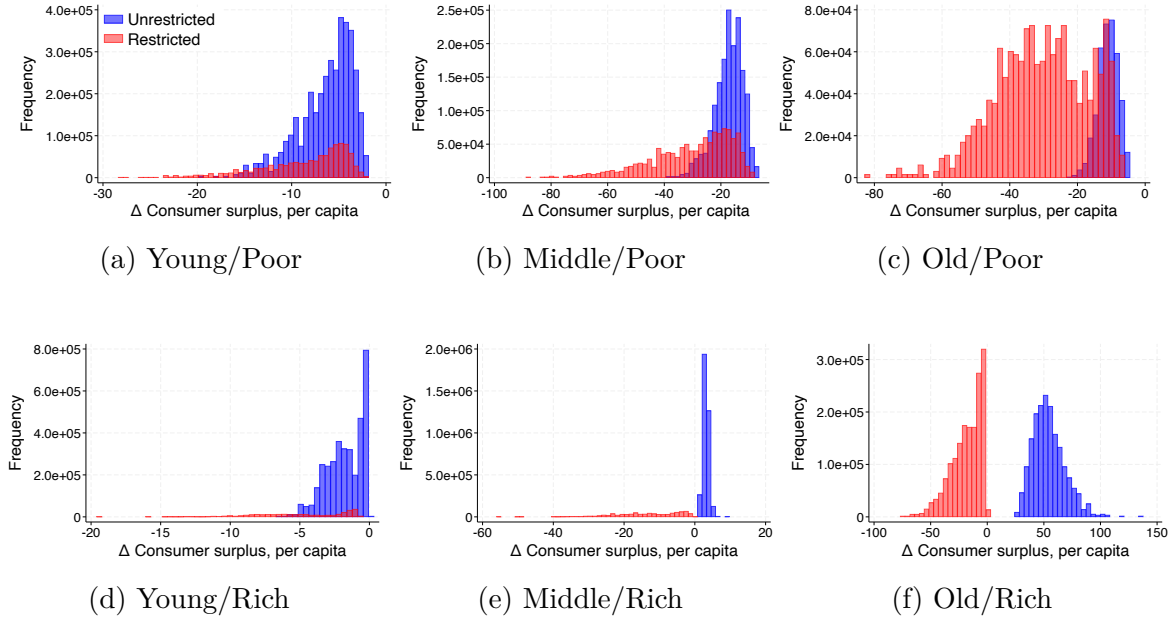 4.0e+05
3.0e+05
2.0e+05
1.0e+05
0
Frequency
Unrestricted
Restricted
-30 -20 -10 0
Δ Consumer surplus, per capita
(a) Young/Poor
2.5e+05
2.0e+05
1.5e+05
1.0e+05
5.0e+04
0
Frequency
-100 -80 -60 -40 -20
Δ Consumer surplus, per capita
(b) Middle/Poor
8.0e+04
6.0e+04
4.0e+04
2.0e+04
0
Frequency
-80 -60 -40 -20 0
Δ Consumer surplus, per capita
(c) Old/Poor
8.0e+05
6.0e+05
4.0e+05
2.0e+05
0
Frequency
-20 -15 -10 -5 0
Δ Consumer surplus, per capita
(d) Young/Rich
2.0e+06
1.5e+06
1.0e+06
5.0e+05
0
Frequency
-60 -40 -20 0 20
Δ Consumer surplus, per capita
(e) Middle/Rich
3.0e+05
2.0e+05
1.0e+05
0
Frequency
-100 -50 0 50 100 150
Δ Consumer surplus, per capita
(f) Old/Rich